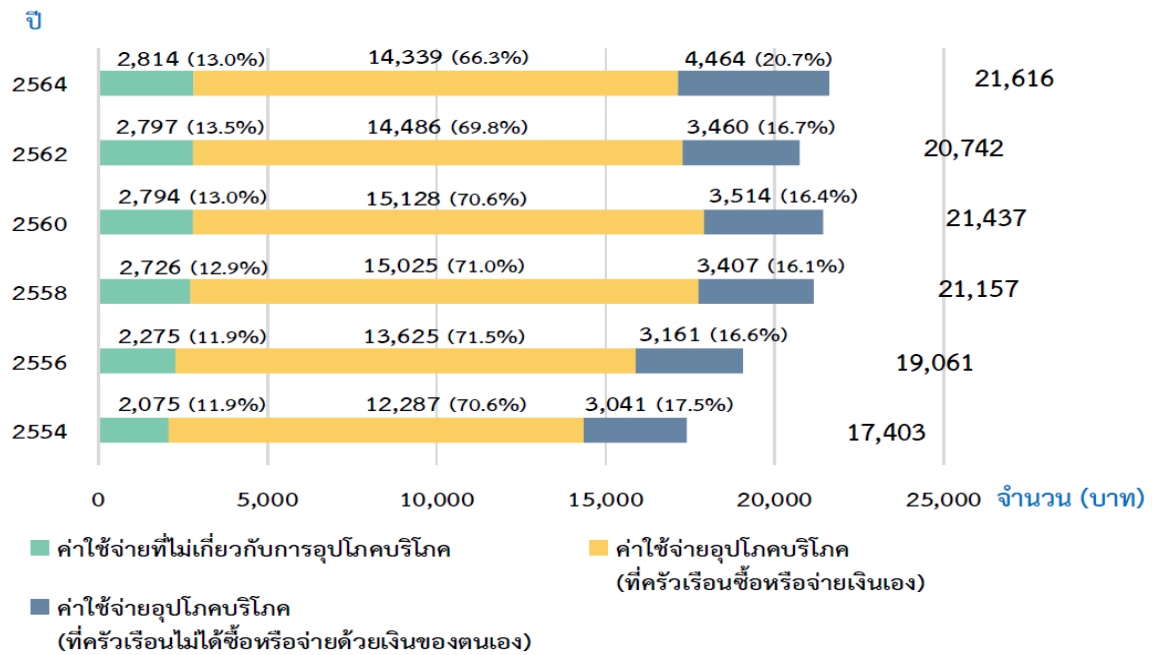 ปี
2,814 (13.0%) 14,339 (66.3%) 4,464 (20.7%)
2564 21,616
2,797 (13.5%) 14,486 (69.8%) 3,460 (16.7%)
2562 20,742
2,794 (13.0%) 15,128 (70.6%) 3,514 (16.4%)
2560 21,437
2,726 (12.9%) 15,025 (71.0%) 3,407 (16.1%)
2558 21,157
2,275 (11.9%) 13,625 (71.5%) 3,161 (16.6%)
2556 19,061
2,075 (11.9%) 12,287 (70.6%) 3,041 (17.5%)
2554 17,403
0 5,000 10,000 15,000 20,000 25,000 จำนวน (บาท)
ค่าใช้จ่ายที่ไม่เกี่ยวกับการอุปโภคบริโภค
ค่าใช้จ่ายอุปโภคบริโภค
(ที่ครัวเรือนซื้อหรือจ่ายเงินเอง)
ค่าใช้จ่ายอุปโภคบริโภค
(ที่ครัวเรือนไม่ได้ซื้อหรือจ่ายด้วยเงินของตนเอง)